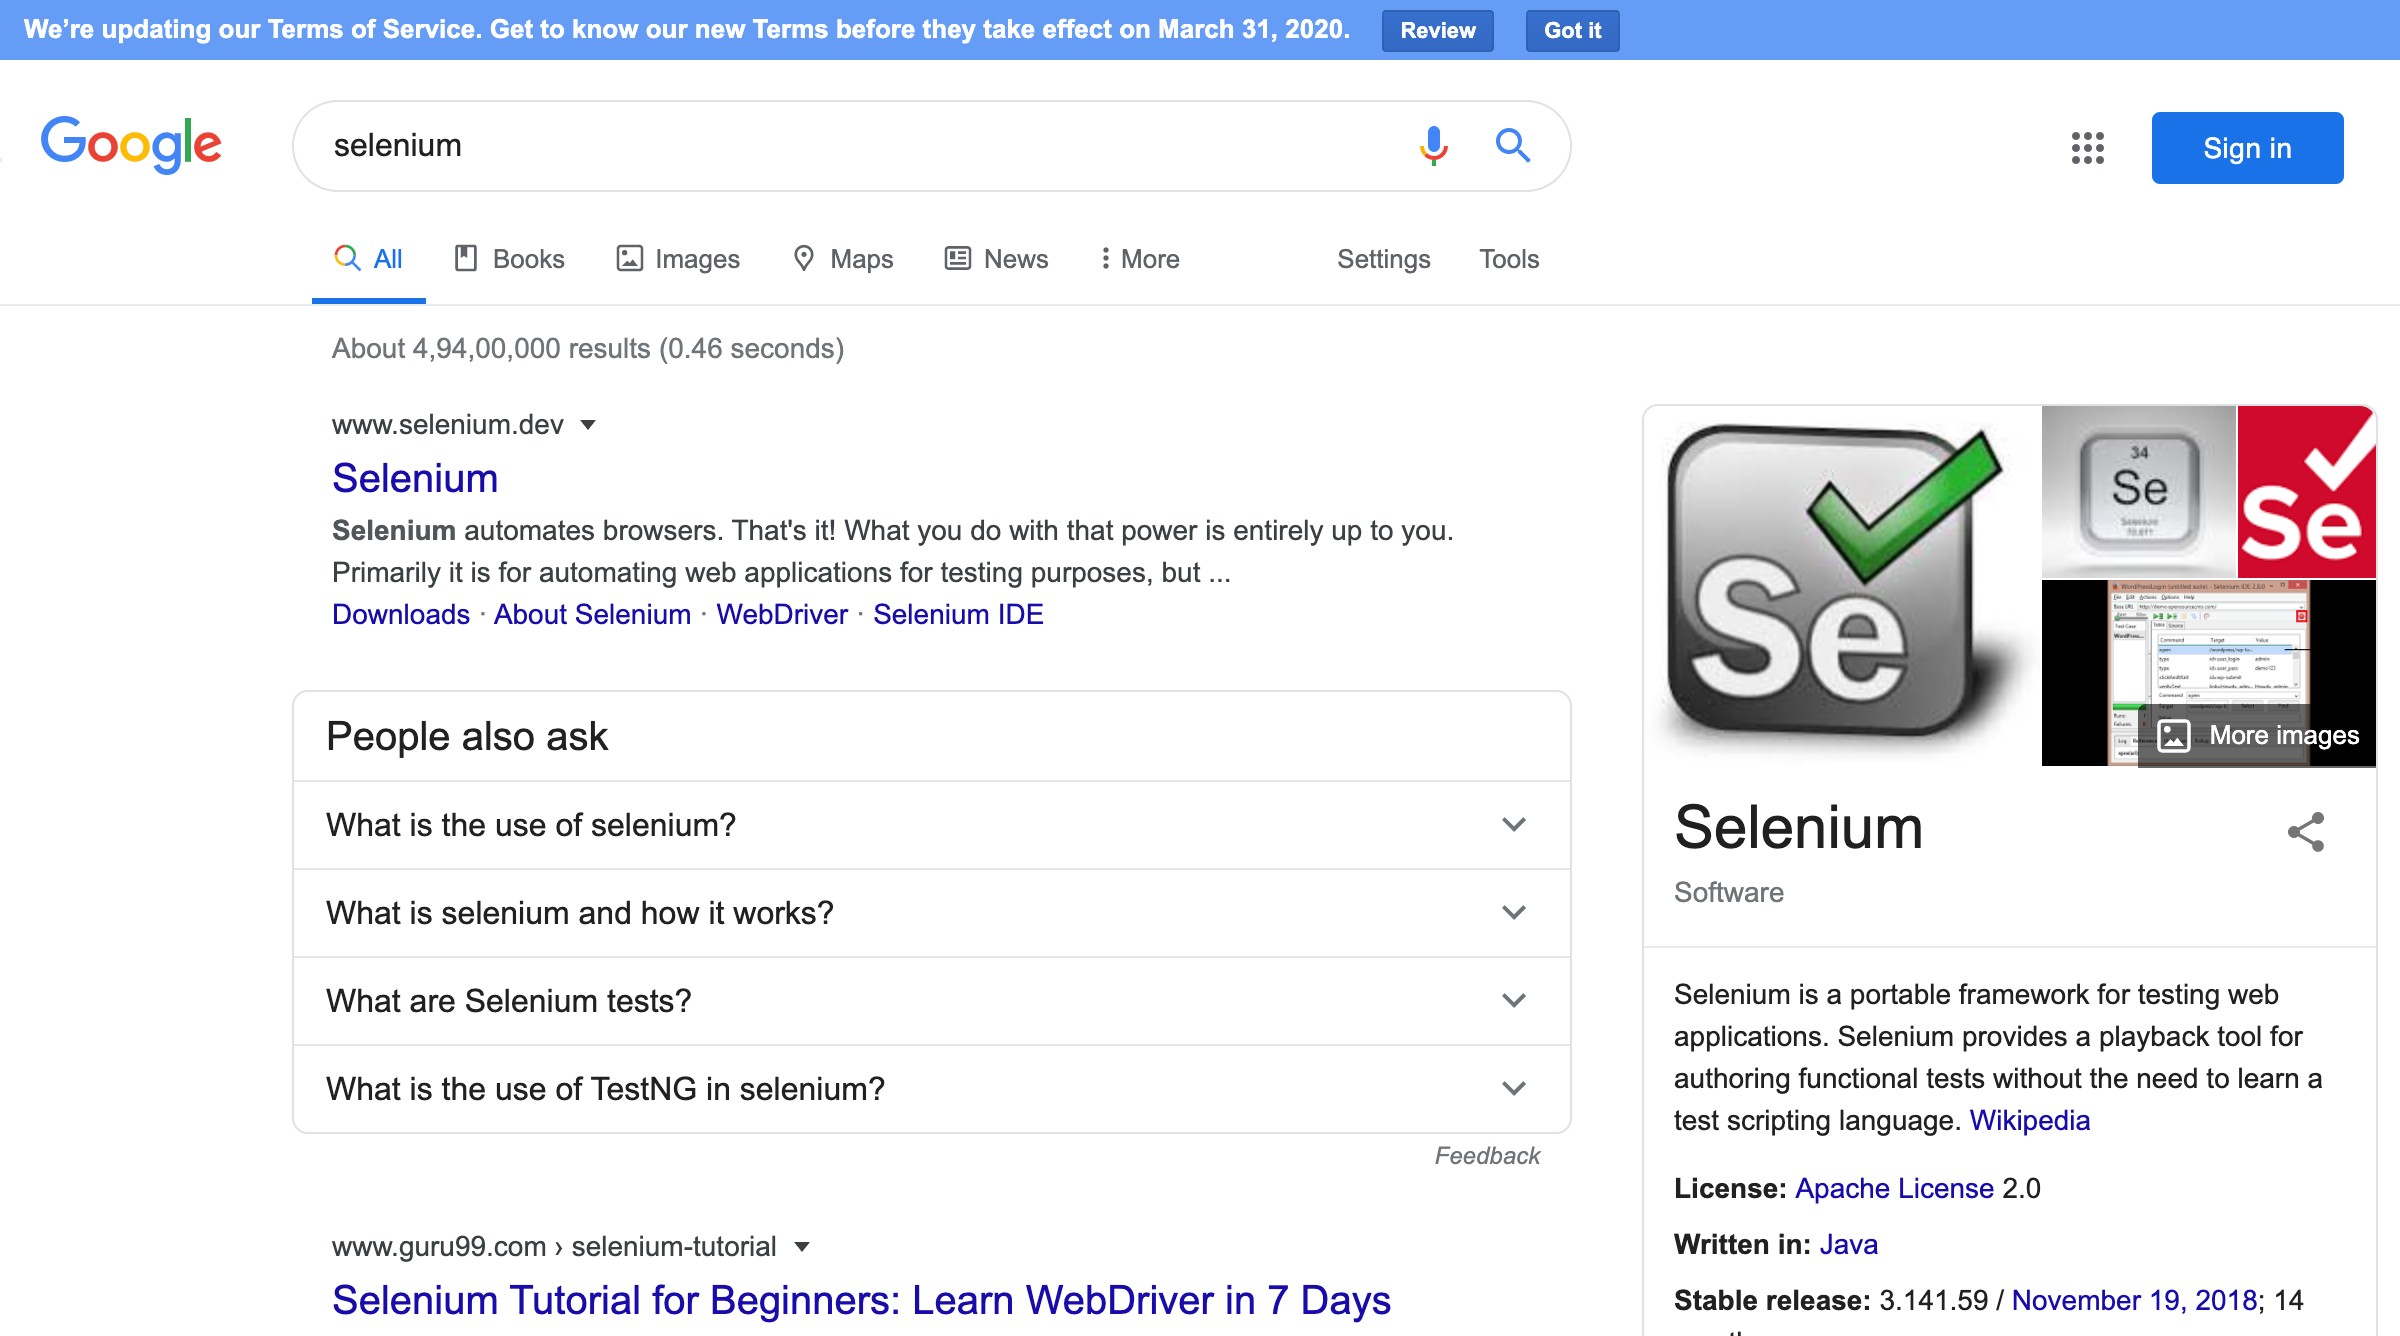 We’re updating our Terms of Service. Get to know our new Terms before they take effect on March 31, 2020. Review Got it
Google
selenium
Sign in
All Books Images Maps News More Settings Tools
About 4,94,00,000 results (0.46 seconds)
www.selenium.dev
Selenium
Selenium automates browsers. That's it! What you do with that power is entirely up to you.
Primarily it is for automating web applications for testing purposes, but ...
Downloads · About Selenium · WebDriver · Selenium IDE
People also ask
What is the use of selenium?
What is selenium and how it works?
What are Selenium tests?
What is the use of TestNG in selenium?
Feedback
www.guru99.com › selenium-tutorial
Selenium Tutorial for Beginners: Learn WebDriver in 7 Days
Se
34
Se
Selenium
Se
More images
Selenium
Software
Selenium is a portable framework for testing web
applications. Selenium provides a playback tool for
authoring functional tests without the need to learn a
test scripting language. Wikipedia
License: Apache License 2.0
Written in: Java
Stable release: 3.141.59 / November 19, 2018; 14